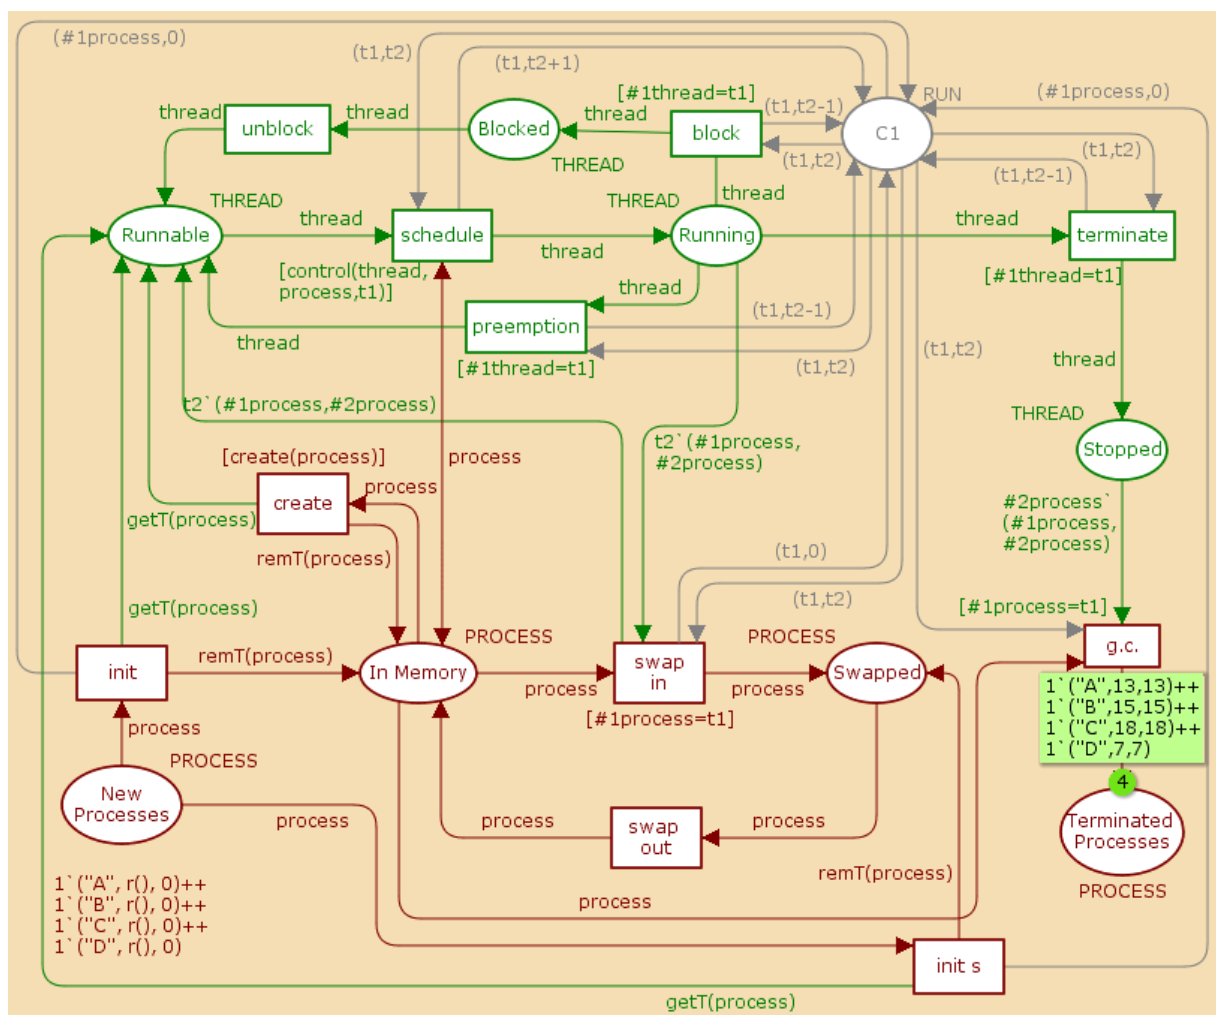 (#1process,0)
(t1,t2)
(t1,t2+1)
[#1thread=t1]
RUN
(#1process,0)
thread
unblock
thread
Blocked
thread
block
(t1,t2-1)
C1
(t1,t2)
THREAD
(t1,t2)
(t1,t2-1)
THREAD
thread
THREAD
Runnable
thread
schedule
thread
Running
thread
terminate
[control(thread,
process,t1)]
[#1thread=t1]
thread
preemption
(t1,t2-1)
thread
[#1thread=t1]
(t1,t2)
(t1,t2)
thread
t2`(#1process,#2process)
THREAD
Stopped
t2`(#1process,
#2process)
[create(process)]
process
process
create
getT(process)
remT(process)
#2process`
(#1process,
#2process)
(t1,0)
(t1,t2)
getT(process)
[#1process=t1]
PROCESS
PROCESS
init
remT(process)
In Memory
process
swap
in
process
Swapped
g.c.
[#1process=t1]
process
1`("A",13,13)++
1`("B",15,15)++
1`("C",18,18)++
1`("D",7,7)
PROCESS
4
New
Processes
process
process
swap
out
process
Terminated
Processes
remT(process)
PROCESS
1`("A", r(), 0)++
1`("B", r(), 0)++
1`("C", r(), 0)++
1`("D", r(), 0)
process
init s
getT(process)